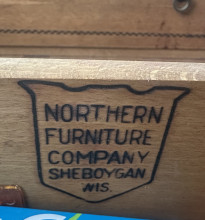 NORTHERN
FURNITURE
COMPANY
SHEBOYGAN
WIS.